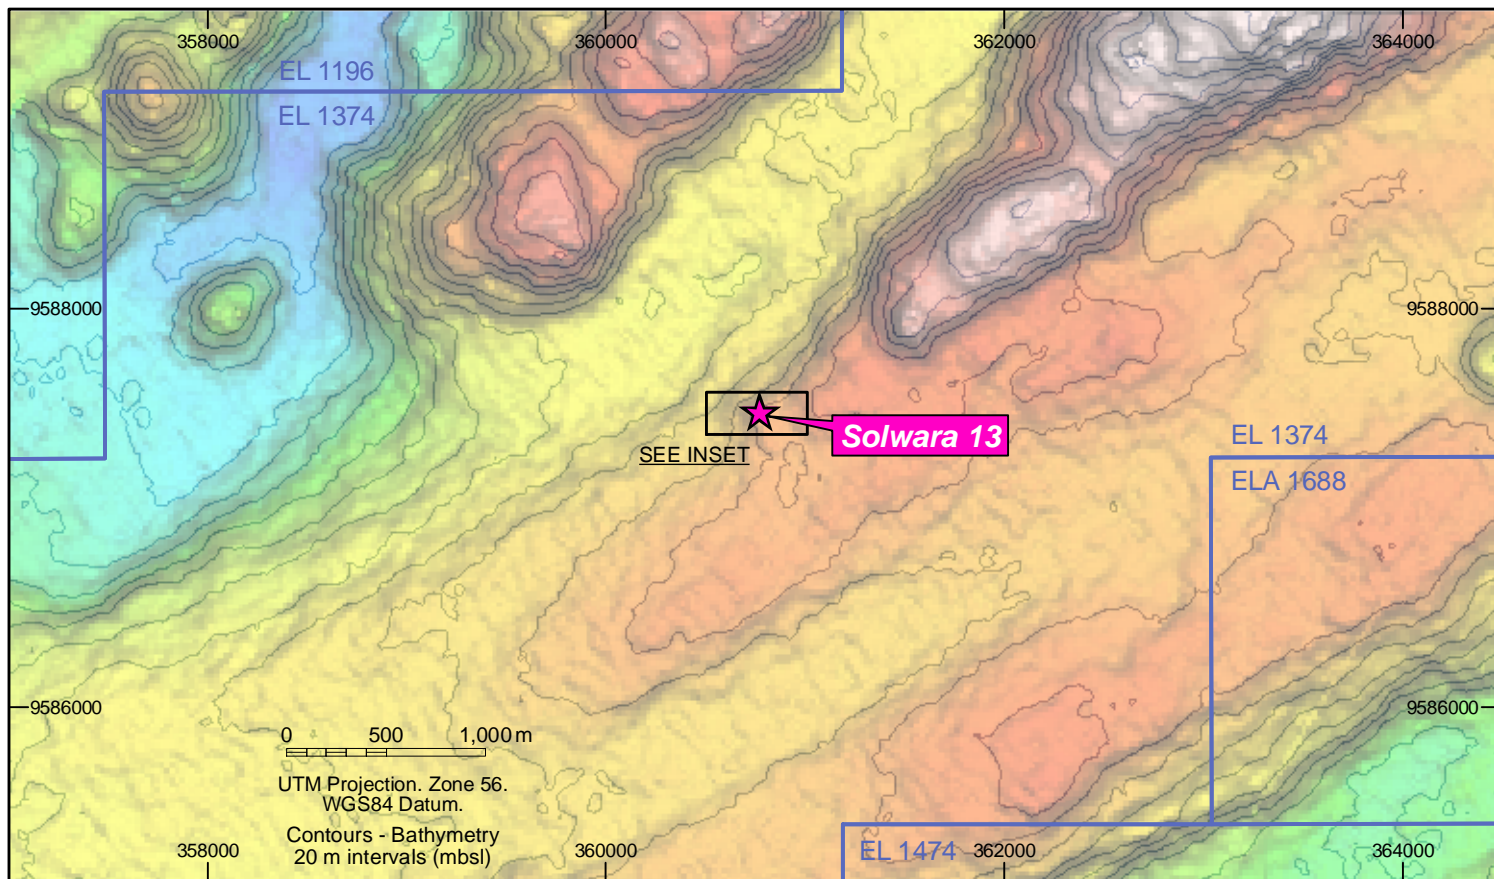 358000
360000
362000
364000
EL 1196
EL 1374
9588000
9588000
Solwara 13
SEE INSET
EL 1374
ELA 1688
9586000
9586000
0 500 1,000 m
UTM Projection. Zone 56.
WGS84 Datum.
Contours - Bathymetry
20 m intervals (mbsl)
358000
360000
EL 1474
362000
364000